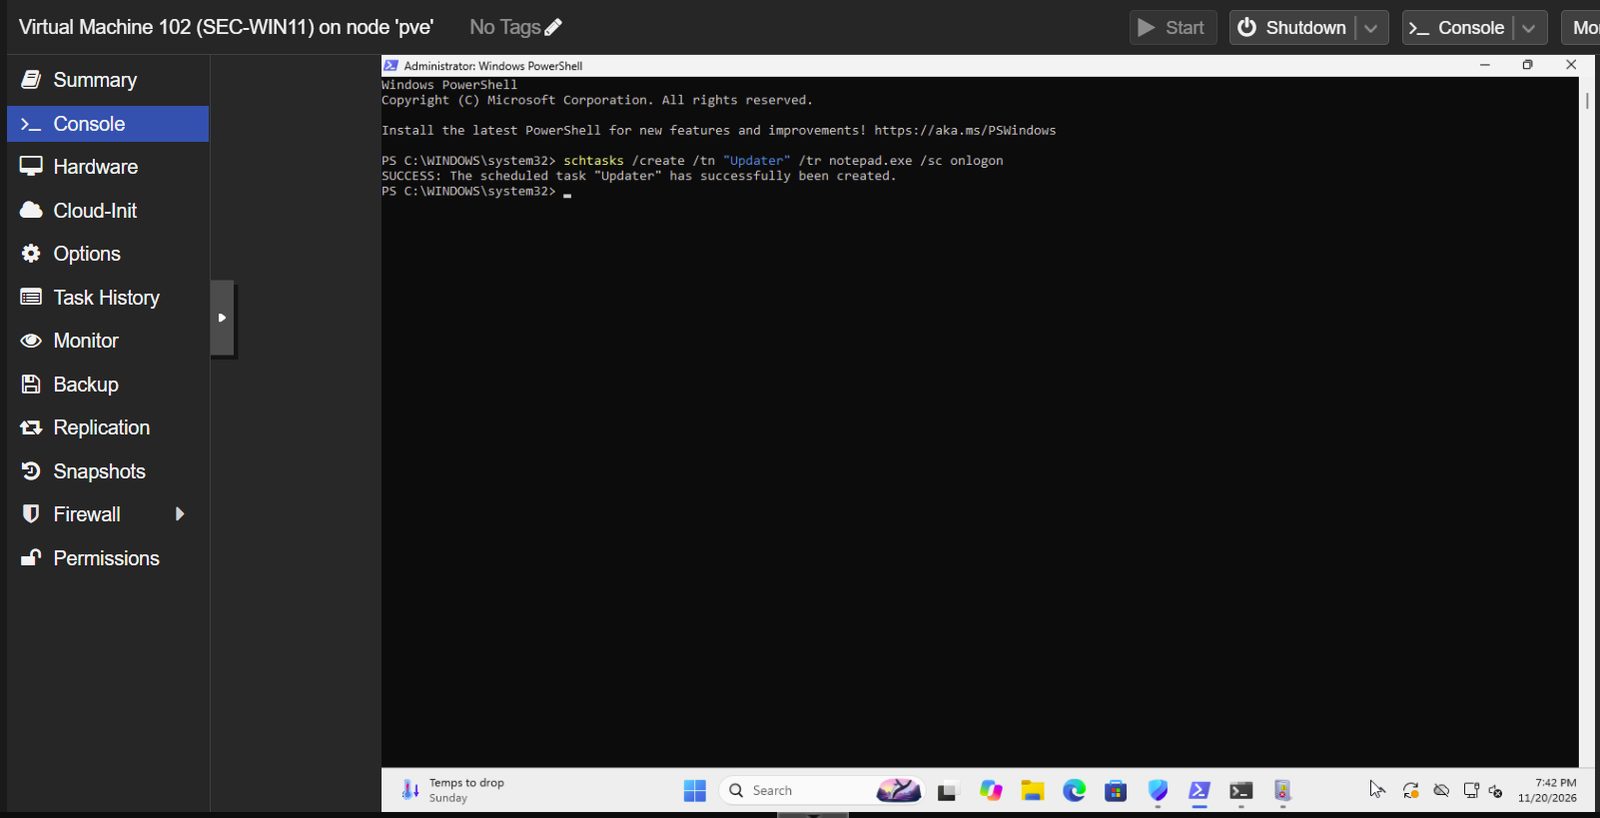 Virtual Machine 102 (SEC-WIN11) on node 'pve'
No Tags
Start
Shutdown
Console
Mor
Summary
Console
Hardware
Cloud-Init
Options
Task History
Monitor
Backup
Replication
Snapshots
Firewall
Permissions
Administrator: Windows PowerShell
Windows PowerShell
Copyright (C) Microsoft Corporation. All rights reserved.
Install the latest PowerShell for new features and improvements! https://aka.ms/PSWindows
PS C:\WINDOWS\system32> schtasks /create /tn "Updater" /tr notepad.exe /sc onlogon
SUCCESS: The scheduled task "Updater" has successfully been created.
PS C:\WINDOWS\system32>
Temps to drop
Sunday
Search
7:42 PM
11/20/2026